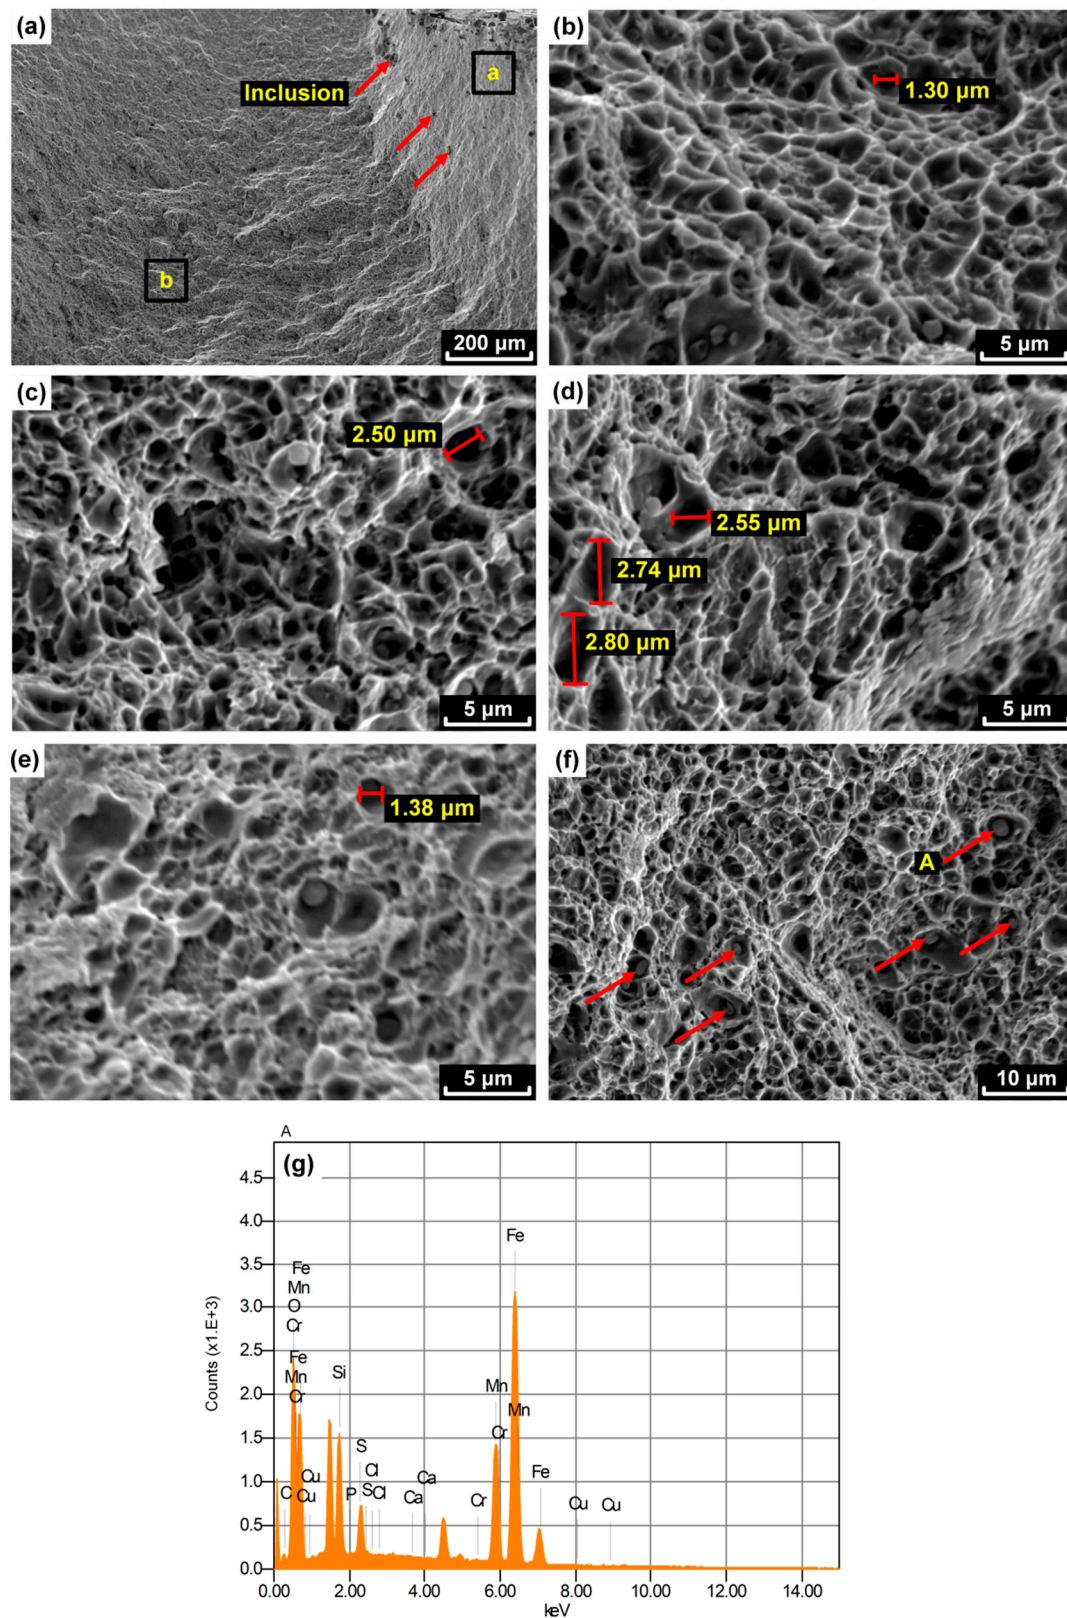 (a)
Inclusion
a
b
200 µm
(b)
1.30 µm
5 µm
(c)
2.50 µm
5 µm
(d)
2.55 µm
2.74 µm
2.80 µm
5 µm
(e)
1.38 µm
5 µm
(f)
A
10 µm
A
(g)
4.5
4.0
3.5
3.0
2.5
2.0
1.5
1.0
0.5
0.0
Counts (x1.E+3)
Fe
Mn
O
Cr
Fe
Mn
Cr
Cu
Cu
C
Si
P
S
Cl
S
Cl
Ca
Ca
Cr
Mn
Cr
Fe
Mn
Fe
Cu
Cu
0.00 2.00 4.00 6.00 8.00 10.00 12.00 14.00
keV